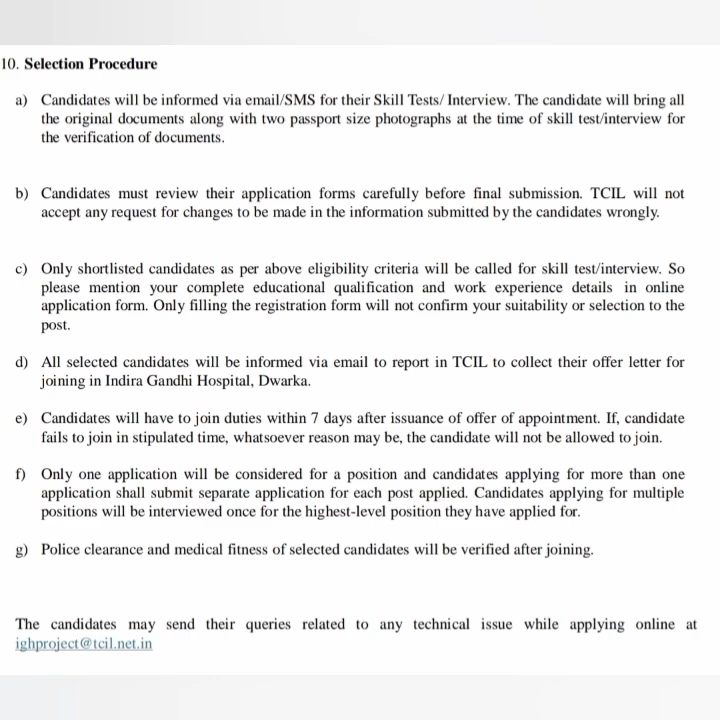 10. Selection Procedure
a) Candidates will be informed via email/SMS for their Skill Tests/ Interview. The candidate will bring all
the original documents along with two passport size photographs at the time of skill test/interview for
the verification of documents.
b) Candidates must review their application forms carefully before final submission. TCIL will not
accept any request for changes to be made in the information submitted by the candidates wrongly.
c) Only shortlisted candidates as per above eligibility criteria will be called for skill test/interview. So
please mention your complete educational qualification and work experience details in online
application form. Only filling the registration form will not confirm your suitability or selection to the
post.
d) All selected candidates will be informed via email to report in TCIL to collect their offer letter for
joining in Indira Gandhi Hospital, Dwarka.
e) Candidates will have to join duties within 7 days after issuance of offer of appointment. If, candidate
fails to join in stipulated time, whatsoever reason may be, the candidate will not be allowed to join.
f) Only one application will be considered for a position and candidates applying for more than one
application shall submit separate application for each post applied. Candidates applying for multiple
positions will be interviewed once for the highest-level position they have applied for.
g) Police clearance and medical fitness of selected candidates will be verified after joining.
The candidates may send their queries related to any technical issue while applying online at
ighproject@tcil.net.in